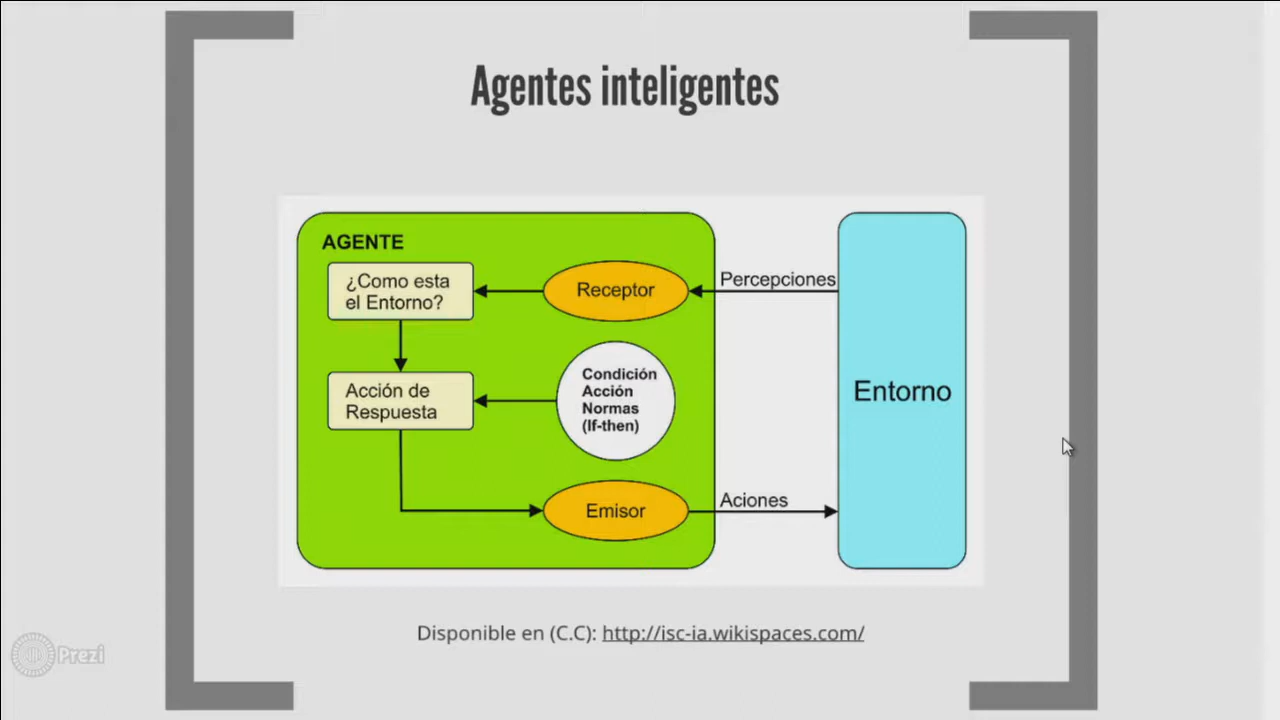 Agentes inteligentes
AGENTE
¿Como esta
el Entorno?
Receptor
Percepciones
Condición
Acción
Normas
(If-then)
Acción de
Respuesta
Entorno
Emisor
Aciones
Disponible en (C.C): http://isc-ia.wikispaces.com/
Prezi